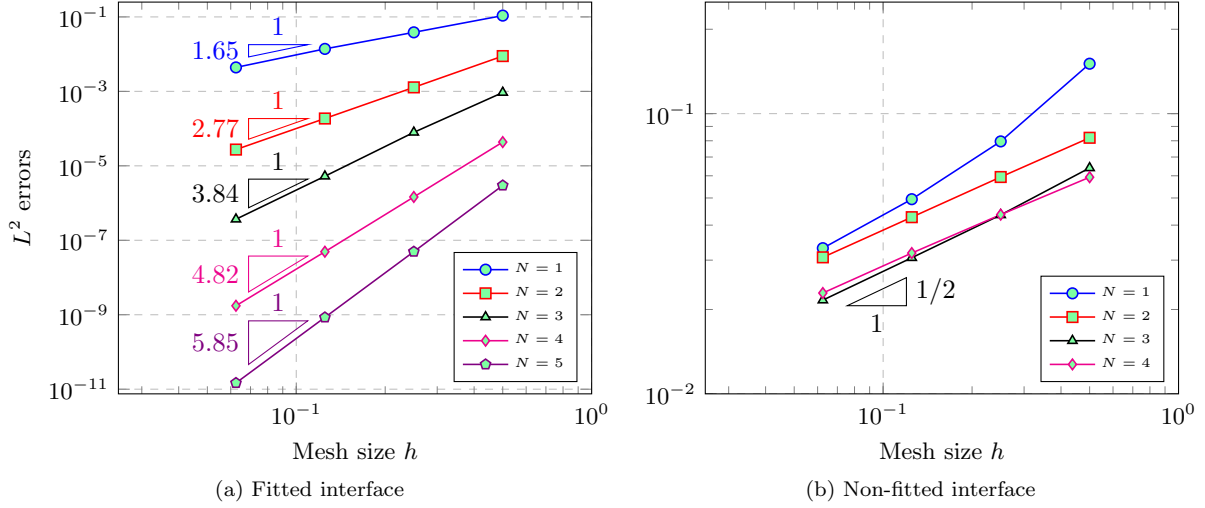 10^{-1}
10^{-3}
10^{-5}
10^{-7}
10^{-9}
10^{-11}
L^2 errors
1
1.65
1
2.77
1
3.84
1
4.82
1
5.85
N = 1
N = 2
N = 3
N = 4
N = 5
10^{-1}
10^0
Mesh size h
(a) Fitted interface
10^{-1}
10^{-2}
1/2
1
N = 1
N = 2
N = 3
N = 4
10^{-1}
10^0
Mesh size h
(b) Non-fitted interface